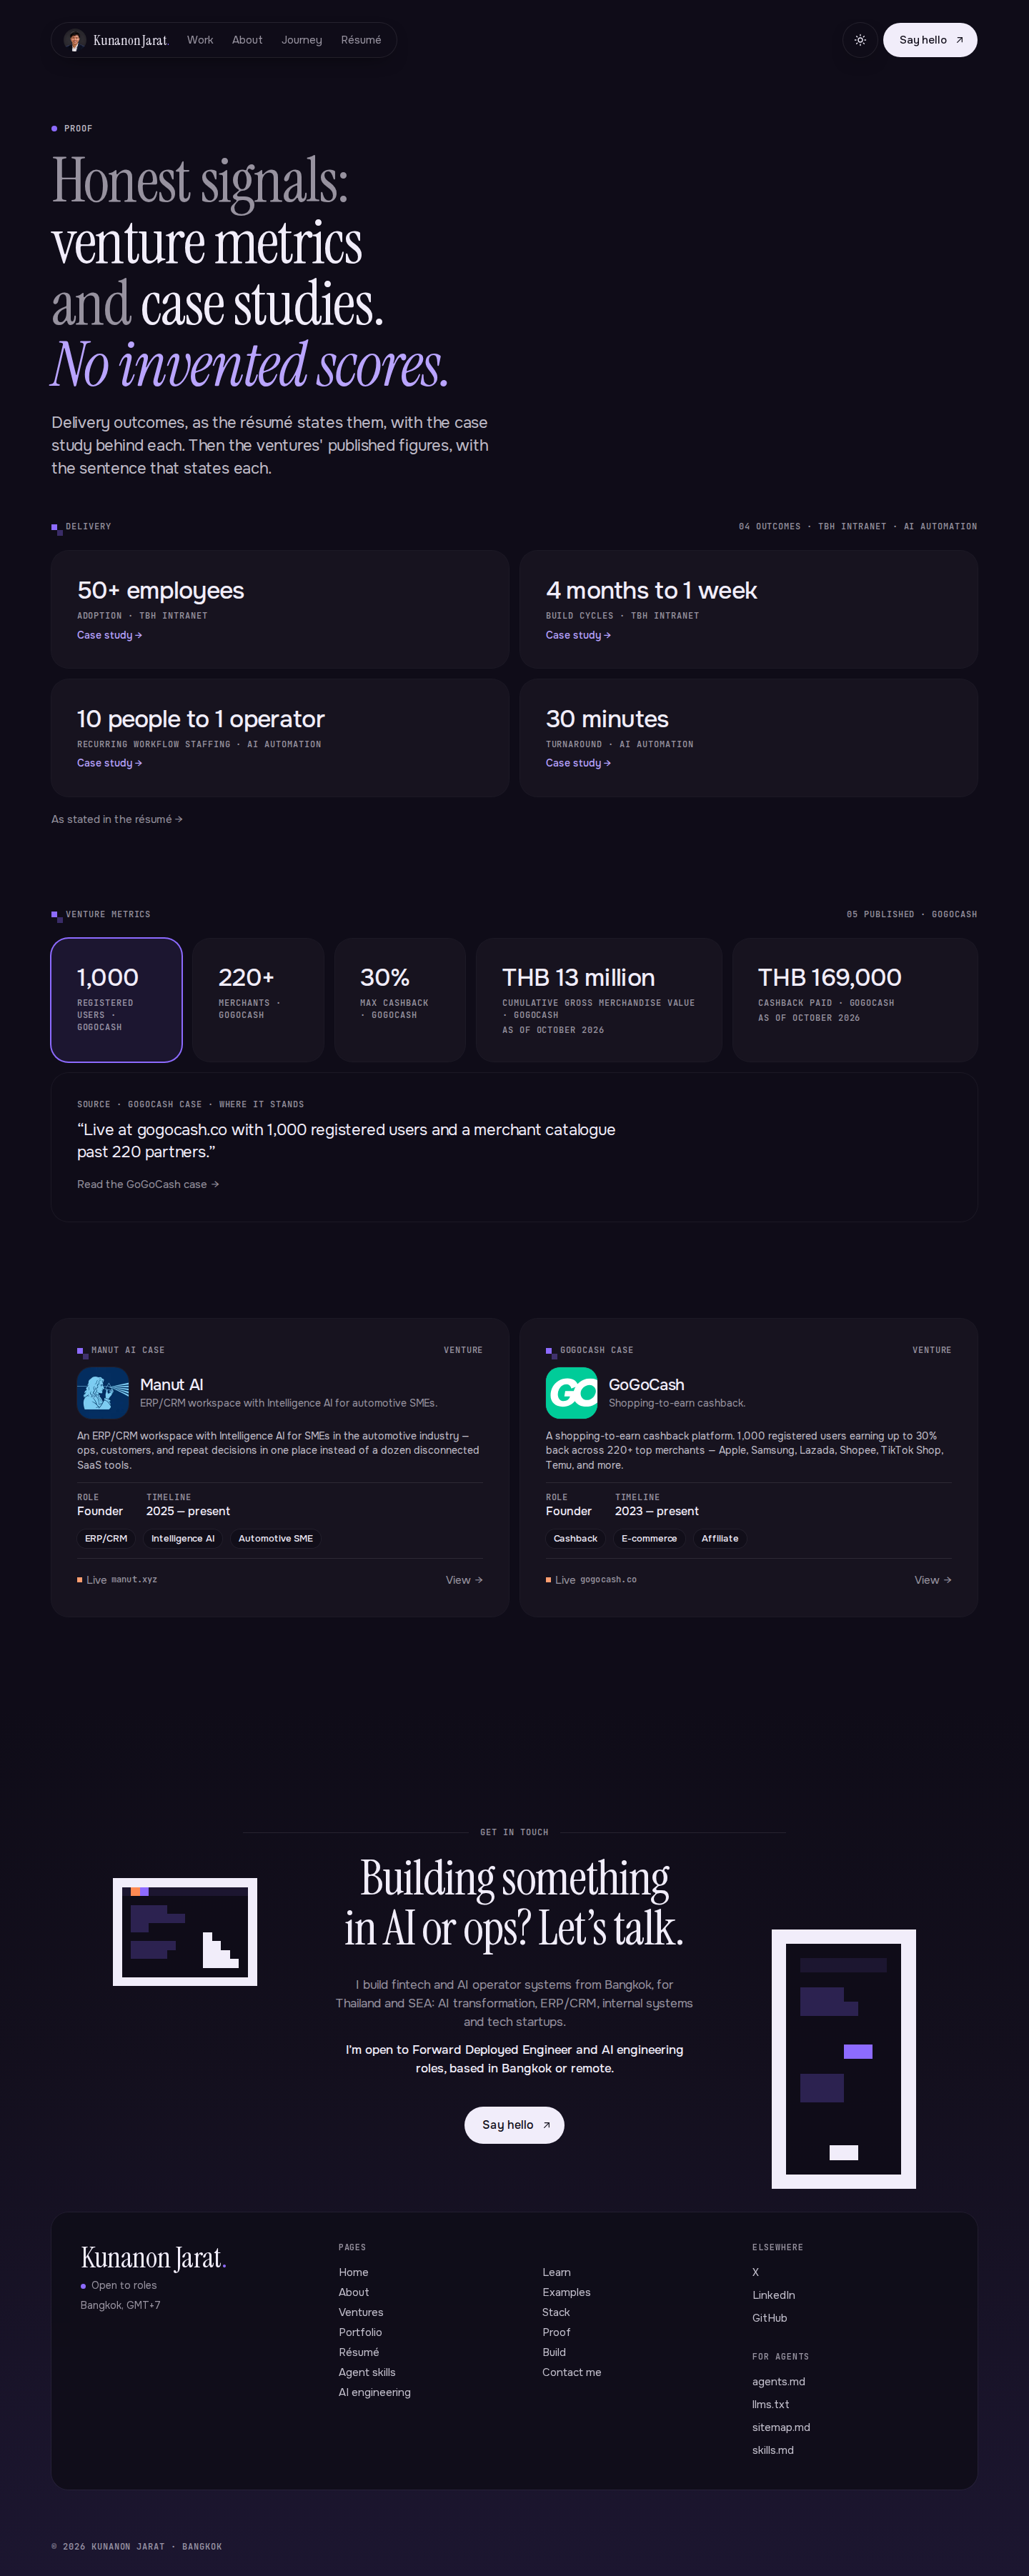 Kunanon Jarat.
Work
About
Journey
Résumé
Say hello ↗
PROOF
Honest signals:
venture metrics
and case studies.
No invented scores.
Delivery outcomes, as the résumé states them, with the case
study behind each. Then the ventures' published figures, with
the sentence that states each.
DELIVERY
04 OUTCOMES · TBH INTRANET · AI AUTOMATION
50+ employees
ADOPTION · TBH INTRANET
Case study →
4 months to 1 week
BUILD CYCLES · TBH INTRANET
Case study →
10 people to 1 operator
RECURRING WORKFLOW STAFFING · AI AUTOMATION
Case study →
30 minutes
TURNAROUND · AI AUTOMATION
Case study →
As stated in the résumé →
VENTURE METRICS
05 PUBLISHED · GOGOCASH
1,000
REGISTERED
USERS ·
GOGOCASH
220+
MERCHANTS ·
GOGOCASH
30%
MAX CASHBACK
· GOGOCASH
THB 13 million
CUMULATIVE GROSS MERCHANDISE VALUE
· GOGOCASH
AS OF OCTOBER 2026
THB 169,000
CASHBACK PAID · GOGOCASH
AS OF OCTOBER 2026
SOURCE · GOGOCASH CASE · WHERE IT STANDS
“Live at gogocash.co with 1,000 registered users and a merchant catalogue
past 220 partners.”
Read the GoGoCash case →
MANUT AI CASE
VENTURE
Manut AI
ERP/CRM workspace with Intelligence AI for automotive SMEs.
An ERP/CRM workspace with Intelligence AI for SMEs in the automotive industry —
ops, customers, and repeat decisions in one place instead of a dozen disconnected
SaaS tools.
ROLE
Founder
TIMELINE
2025 — present
ERP/CRM
Intelligence AI
Automotive SME
Live manut.xyz
View →
GOGOCASH CASE
VENTURE
GO
GoGoCash
Shopping-to-earn cashback.
A shopping-to-earn cashback platform. 1,000 registered users earning up to 30%
back across 220+ top merchants — Apple, Samsung, Lazada, Shopee, TikTok Shop,
Temu, and more.
ROLE
Founder
TIMELINE
2023 — present
Cashback
E-commerce
Affiliate
Live gogocash.co
View →
GET IN TOUCH
Building something
in AI or ops? Let’s talk.
I build fintech and AI operator systems from Bangkok, for
Thailand and SEA: AI transformation, ERP/CRM, internal systems
and tech startups.
I’m open to Forward Deployed Engineer and AI engineering
roles, based in Bangkok or remote.
Say hello ↗
Kunanon Jarat.
Open to roles
Bangkok, GMT+7
PAGES
Home
About
Ventures
Portfolio
Résumé
Agent skills
AI engineering
Learn
Examples
Stack
Proof
Build
Contact me
ELSEWHERE
X
LinkedIn
GitHub
FOR AGENTS
agents.md
llms.txt
sitemap.md
skills.md
© 2026 KUNANON JARAT · BANGKOK